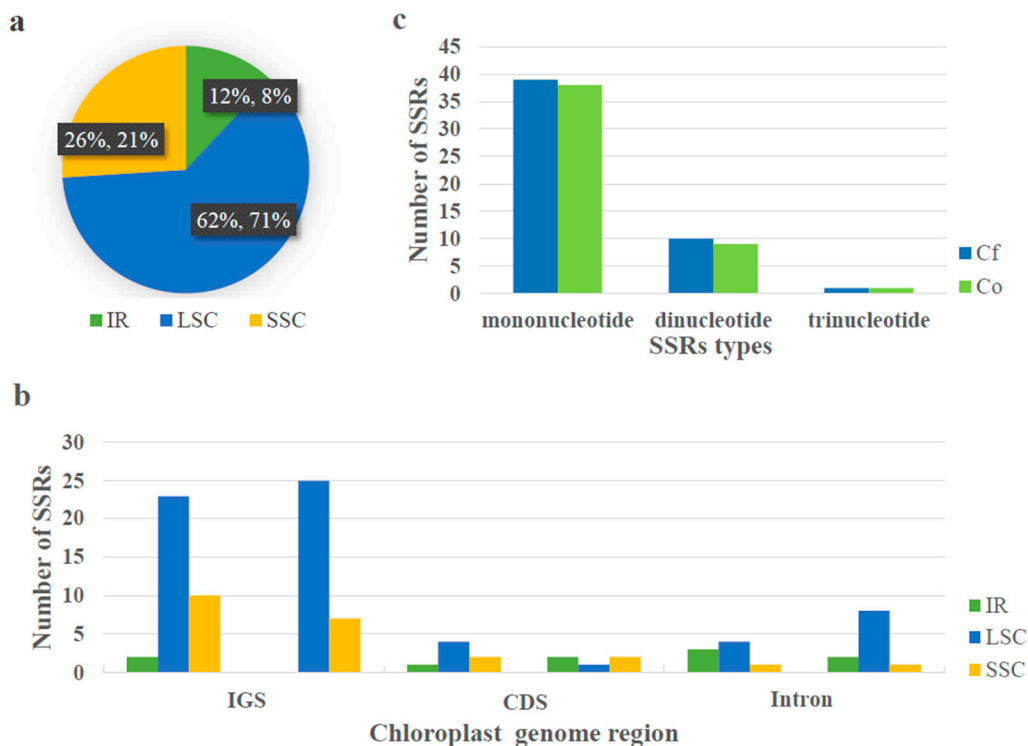 a
12%, 8%
26%, 21%
62%, 71%
IR LSC SSC
c
45
40
35
30
25
20
15
10
5
0
Number of SSRs
mononucleotide dinucleotide trinucleotide
SSRs types
Cf
Co
b
30
25
20
15
10
5
0
Number of SSRs
IGS CDS Intron
Chloroplast genome region
IR
LSC
SSC